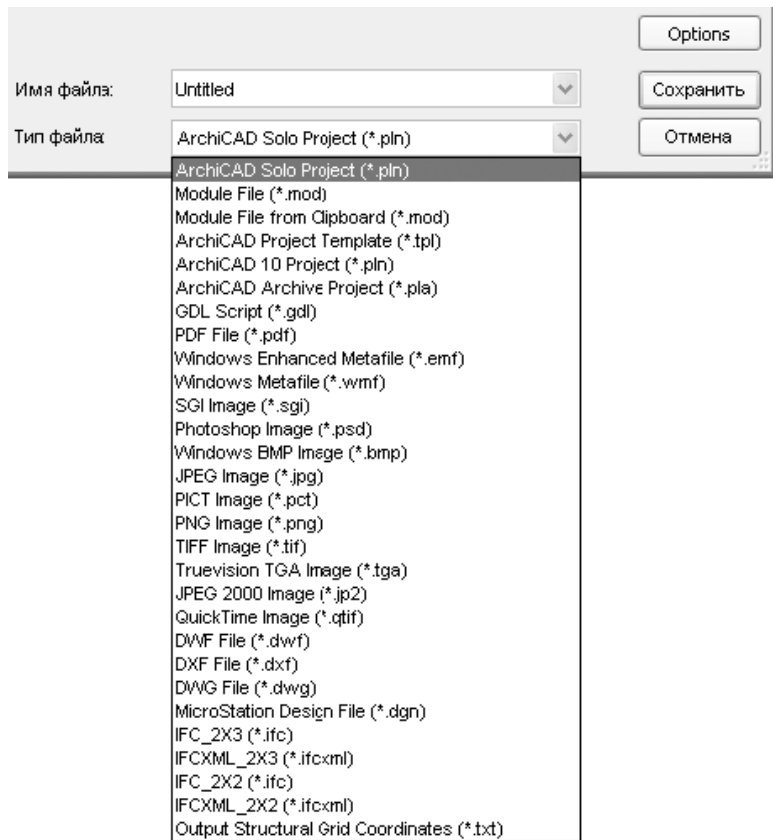 Options
Имя файла: Untitled Сохранить
Тип файла: ArchiCAD Solo Project (*.pln) Отмена
ArchiCAD Solo Project (*.pln)
Module File (*.mod)
Module File from Clipboard (*.mod)
ArchiCAD Project Template (*.tpl)
ArchiCAD 10 Project (*.pln)
ArchiCAD Archive Project (*.pla)
GDL Script (*.gdl)
PDF File (*.pdf)
Windows Enhanced Metafile (*.emf)
Windows Metafile (*.wmf)
SGI Image (*.sgi)
Photoshop Image (*.psd)
Windows BMP Image (*.bmp)
JPEG Image (*.jpg)
PICT Image (*.pct)
PNG Image (*.png)
TIFF Image (*.tif)
Truevision TGA Image (*.tga)
JPEG 2000 Image (*.jp2)
QuickTime Image (*.qtif)
DWF File (*.dwf)
DXF File (*.dxf)
DWG File (*.dwg)
MicroStation Design File (*.dgn)
IFC_2X3 (*.ifc)
IFCXML_2X3 (*.ifcxml)
IFC_2X2 (*.ifc)
IFCXML_2X2 (*.ifcxml)
Output Structural Grid Coordinates (*.txt)